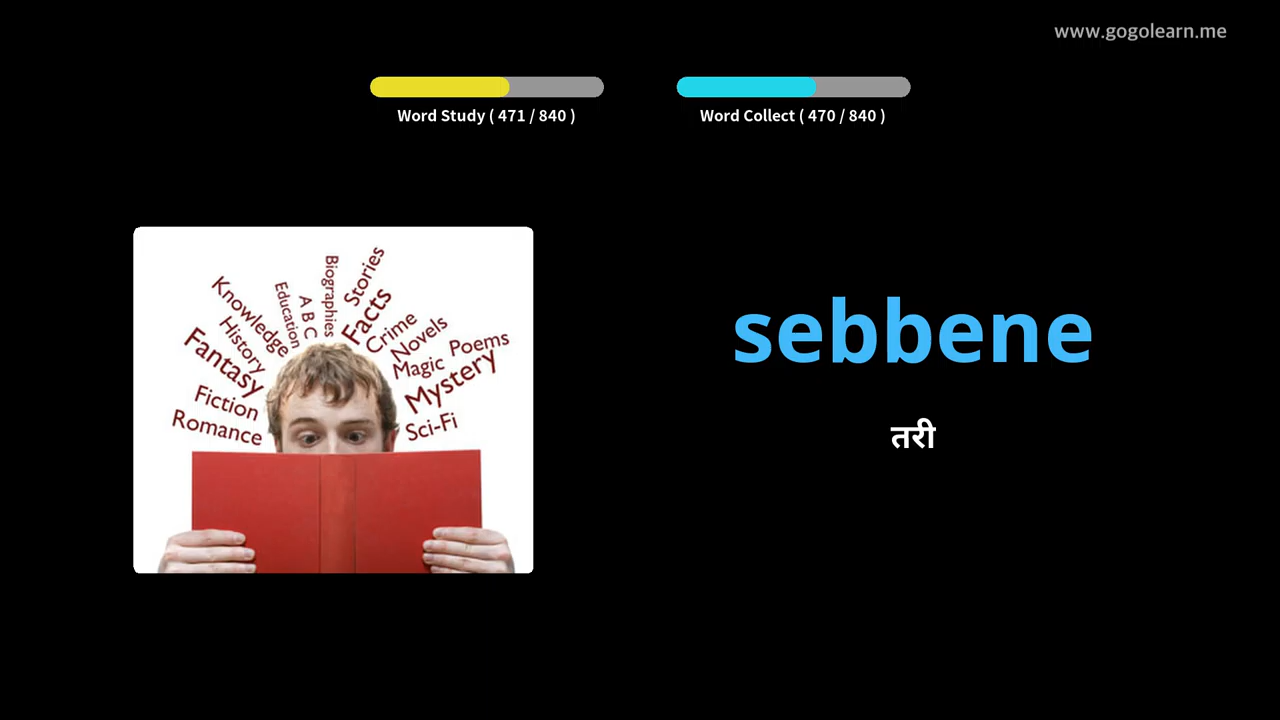 www.gogolearn.me
Word Study ( 471 / 840 )
Word Collect ( 470 / 840 )
Biographies
Stories
Education
A B C
Facts
Knowledge
Crime
History
Novels
Fantasy
Magic
Poems
Mystery
Fiction
Romance
Sci-Fi
sebbene
तरी